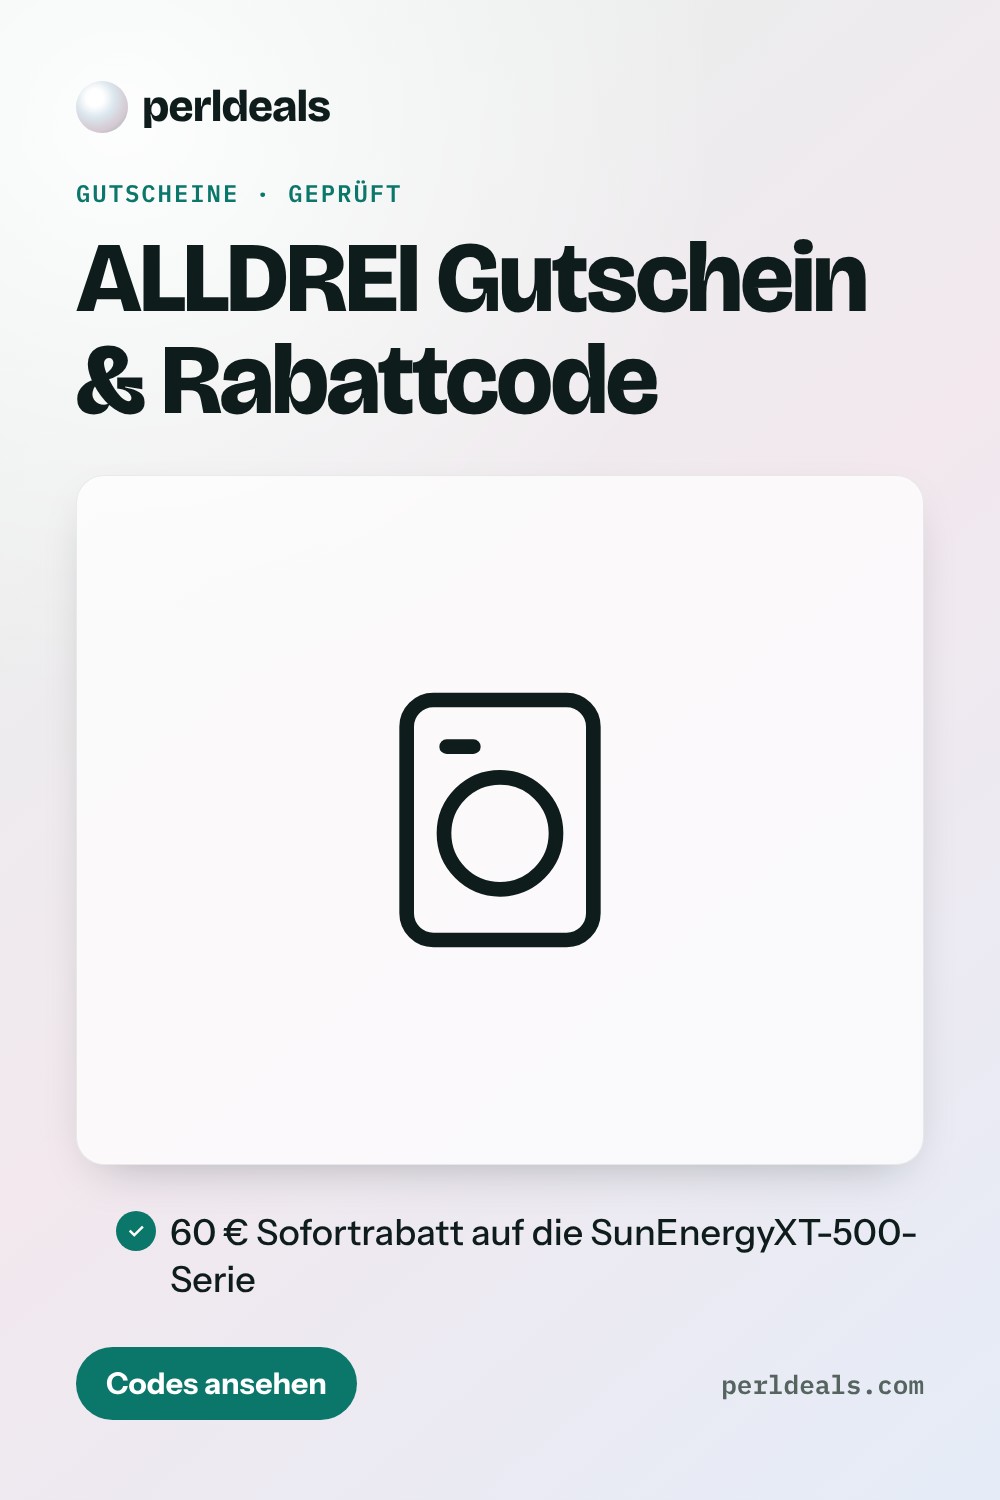 perldeals
GUTSCHEINE · GEPRÜFT
ALLDREI Gutschein
& Rabattcode
60 € Sofortrabatt auf die SunEnergyXT-500-
Serie
Codes ansehen
perldeals.com